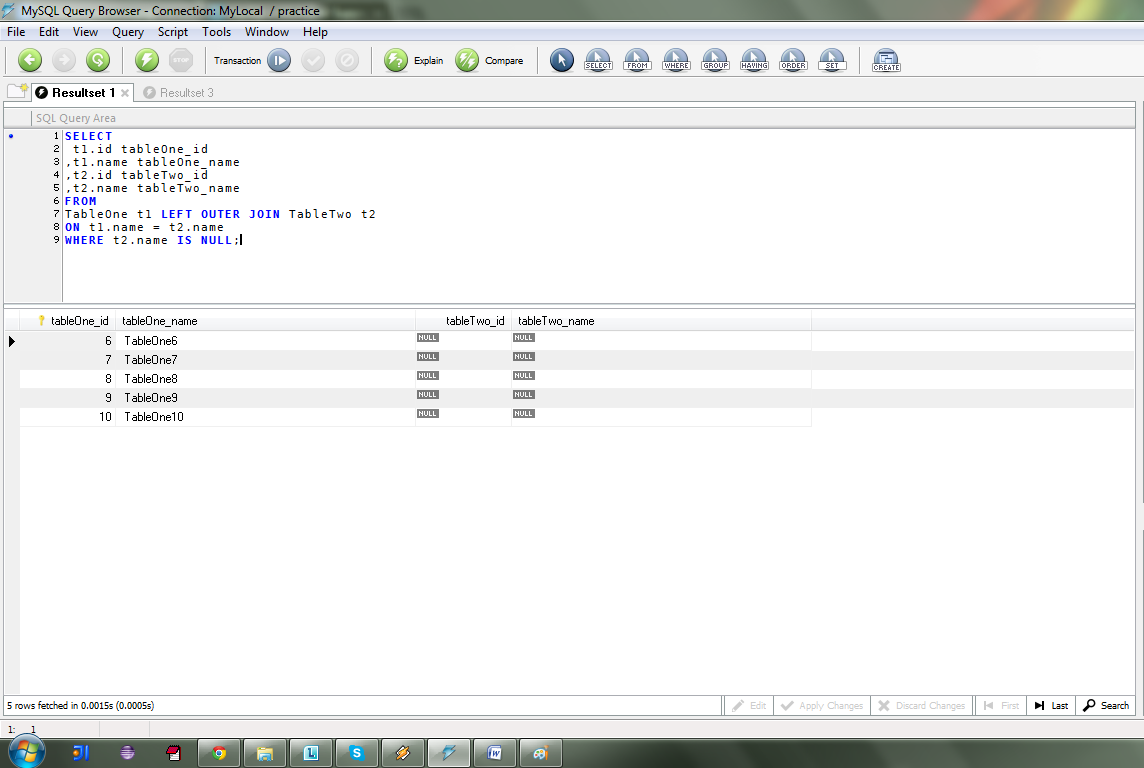 MySQL Query Browser - Connection: MyLocal / practice
File Edit View Query Script Tools Window Help
STOP Transaction Explain Compare SELECT FROM WHERE GROUP HAVING ORDER SET CREATE
Resultset 1 Resultset 3
SQL Query Area
1 SELECT
2 t1.id tableOne_id
3 ,t1.name tableOne_name
4 ,t2.id tableTwo_id
5 ,t2.name tableTwo_name
6 FROM
7 TableOne t1 LEFT OUTER JOIN TableTwo t2
8 ON t1.name = t2.name
9 WHERE t2.name IS NULL;
tableOne_id tableOne_name tableTwo_id tableTwo_name
6 TableOne6 NULL NULL
7 TableOne7 NULL NULL
8 TableOne8 NULL NULL
9 TableOne9 NULL NULL
10 TableOne10 NULL NULL
5 rows fetched in 0.0015s (0.0005s) Edit Apply Changes Discard Changes First Last Search
1: 1